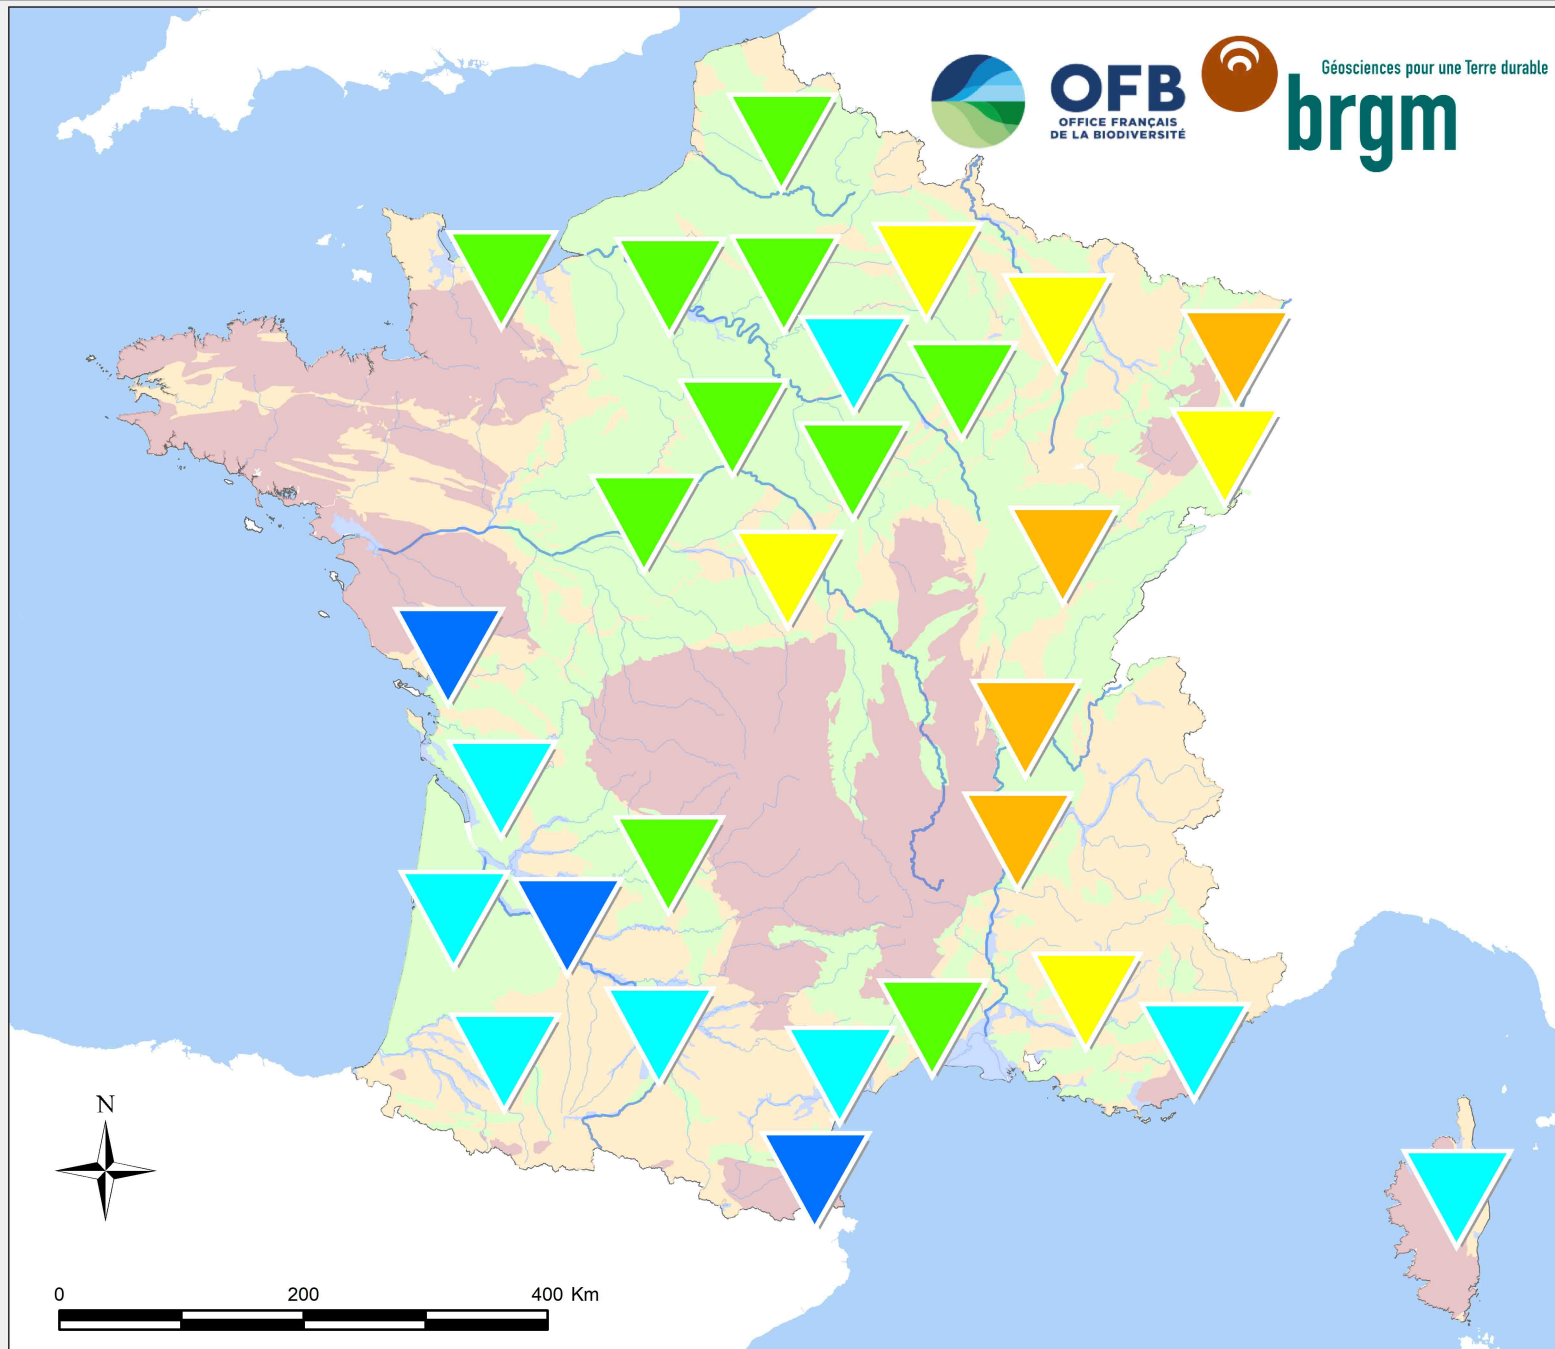 OFB
OFFICE FRANÇAIS
DE LA BIODIVERSITÉ
Géosciences pour une Terre durable
brgm
N
0 200 400 Km